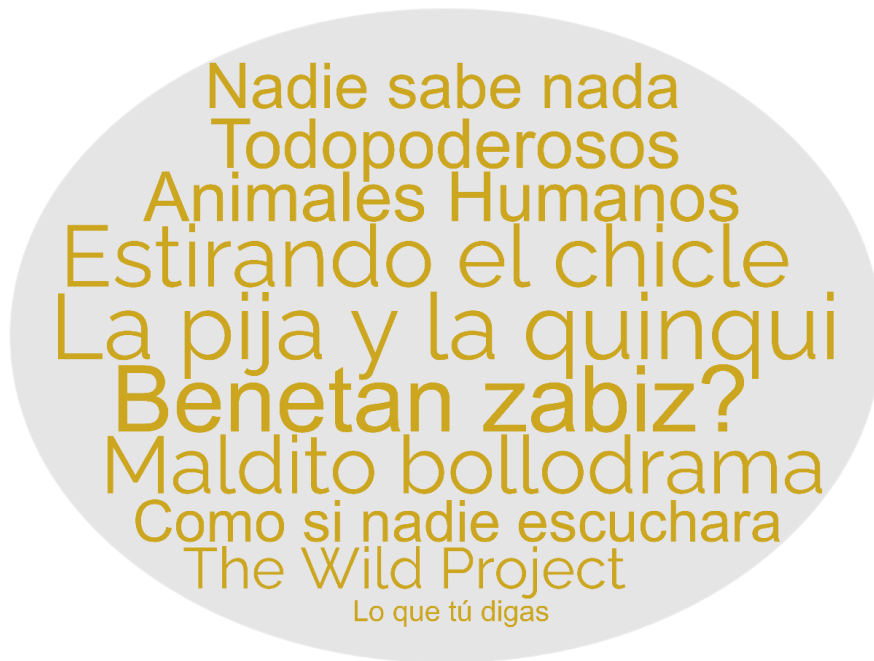 Nadie sabe nada
Todopoderosos
Animales Humanos
Estirando el chicle
La pija y la quinqui
Benetan zabiz?
Maldito bollodrama
Como si nadie escuchara
The Wild Project
Lo que tú digas